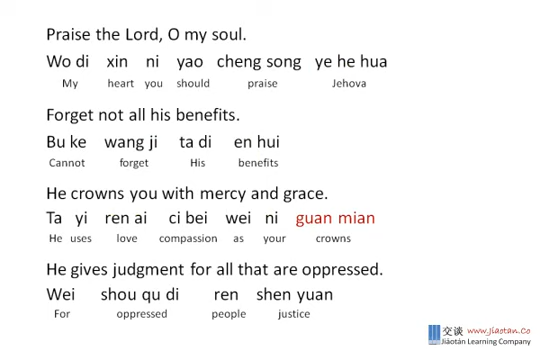 Praise the Lord, O my soul.
Wo di xin ni yao cheng song ye he hua
My heart you should praise Jehova
Forget not all his benefits.
Bu ke wang ji ta di en hui
Cannot forget His benefits
He crowns you with mercy and grace.
Ta yi ren ai ci bei wei ni guan mian
He uses love compassion as your crowns
He gives judgment for all that are oppressed.
Wei shou qu di ren shen yuan
For oppressed people justice
交谈 www.jiaotan.Co
Jiāotán Learning Company